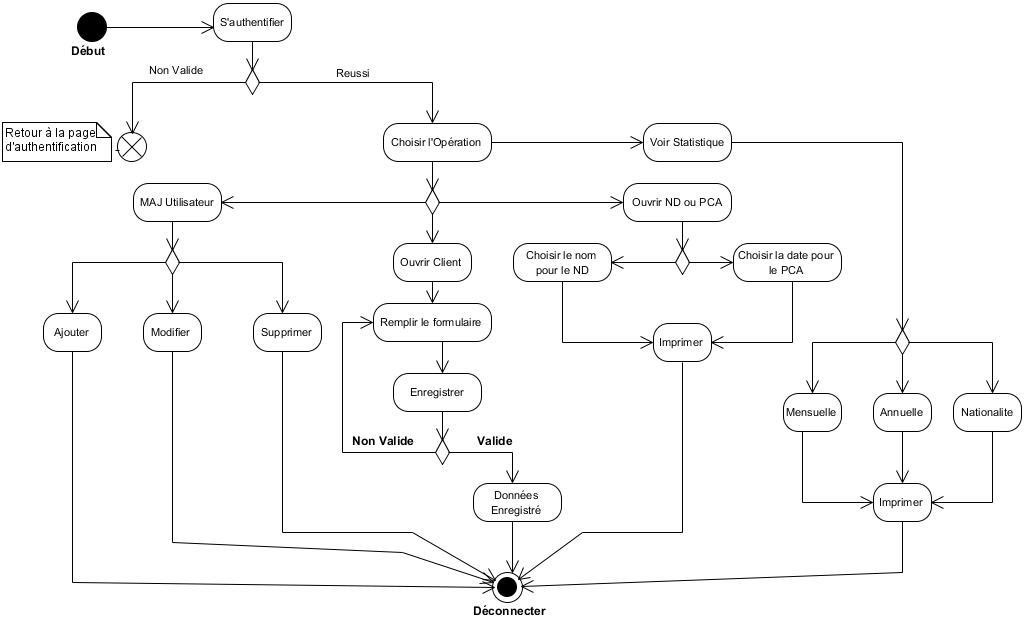 S'authentifier
Début
Non Valide
Reussi
Retour à la page
d'authentification
Choisir l'Opération
Voir Statistique
MAJ Utilisateur
Ouvrir ND ou PCA
Ouvrir Client
Choisir le nom
pour le ND
Choisir la date pour
le PCA
Ajouter
Modifier
Supprimer
Remplir le formulaire
Imprimer
Enregistrer
Mensuelle
Annuelle
Nationalite
Non Valide
Valide
Données
Enregistré
Imprimer
Déconnecter